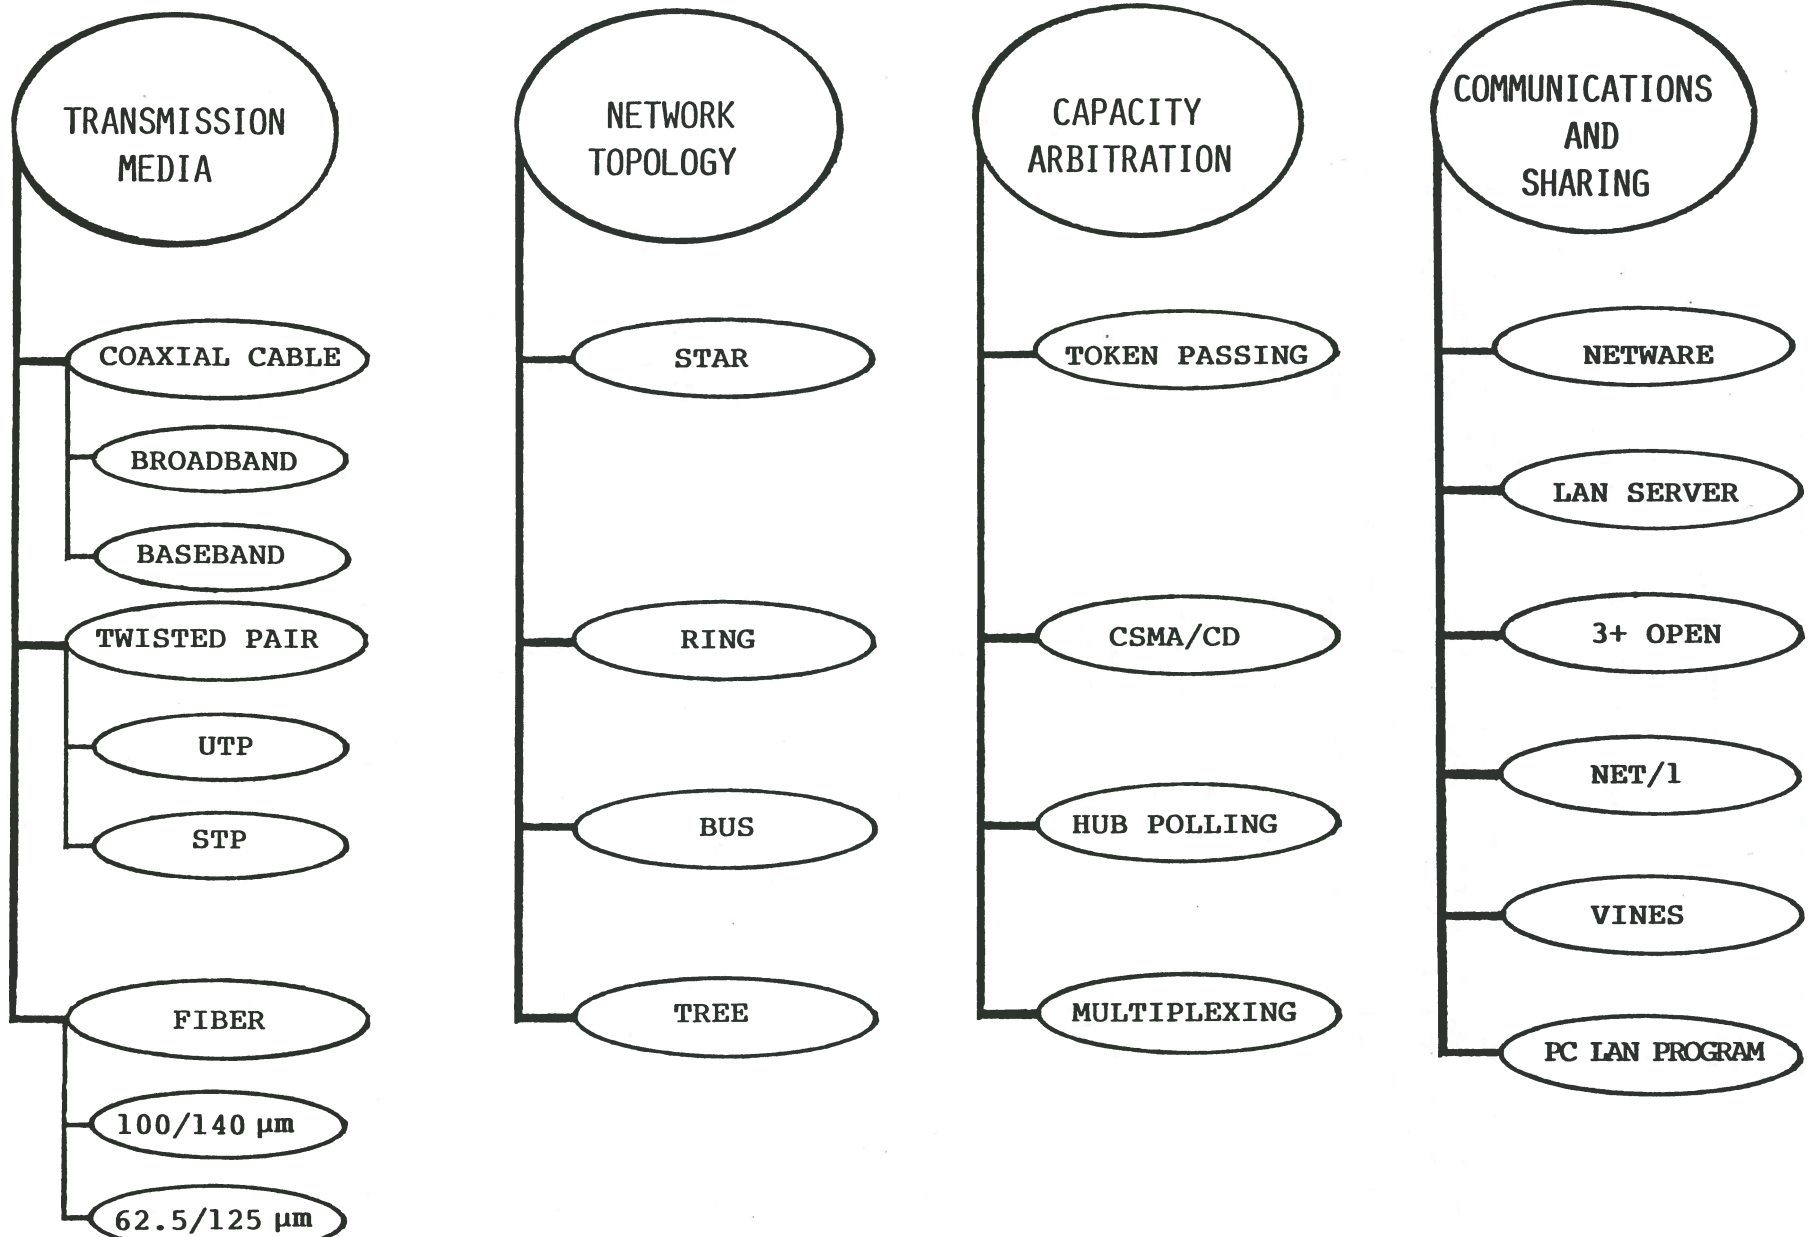 TRANSMISSION
MEDIA
COAXIAL CABLE
BROADBAND
BASEBAND
TWISTED PAIR
UTP
STP
FIBER
100/140 µm
62.5/125 µm
NETWORK
TOPOLOGY
STAR
RING
BUS
TREE
CAPACITY
ARBITRATION
TOKEN PASSING
CSMA/CD
HUB POLLING
MULTIPLEXING
COMMUNICATIONS
AND
SHARING
NETWARE
LAN SERVER
3+ OPEN
NET/1
VINES
PC LAN PROGRAM